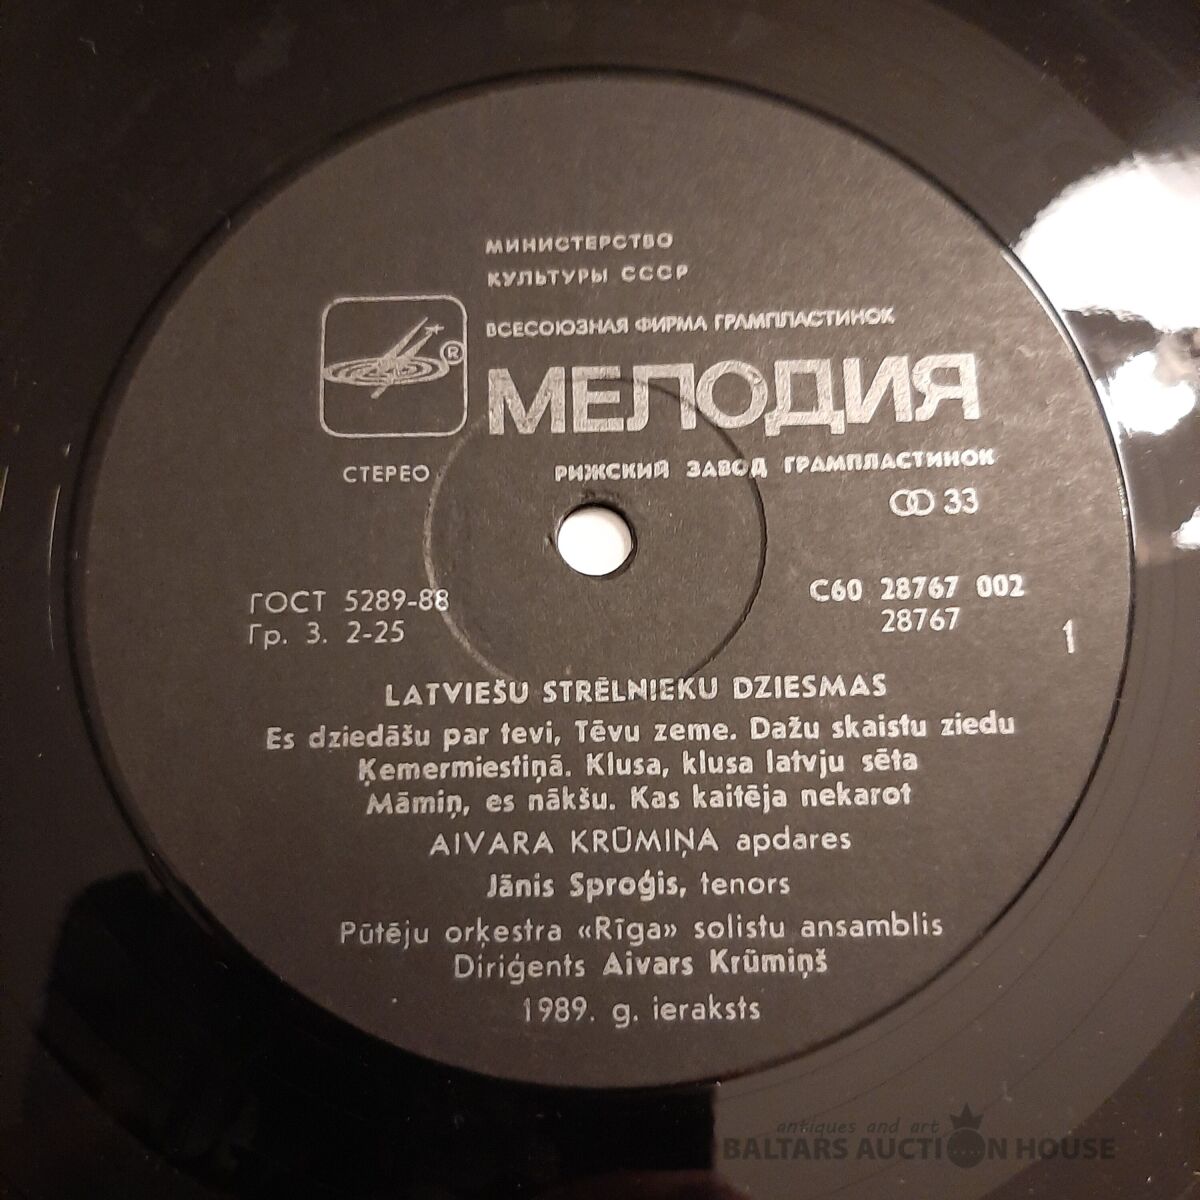 МИНИСТЕРСТВО
КУЛЬТУРЫ СССР
ВСЕСОЮЗНАЯ ФИРМА ГРАМПЛАСТИНОК
®
МЕЛОДИЯ
СТЕРЕО
РИЖСКИЙ ЗАВОД ГРАМПЛАСТИНОК
33
ГОСТ 5289-88
Гр. 3. 2-25
С60 28767 002
28767
1
LATVIEŠU STRĒLNIEKU DZIESMAS
Es dziedāšu par tevi, Tēvu zeme. Dažu skaistu ziedu
Ķemermiestiņā. Klusa, klusa latvju sēta
Māmiņ, es nākšu. Kas kaitēja nekarot
AIVARA KRŪMIŅA apdares
Jānis Sproģis, tenors
Pūtēju orķestra «Rīga» solistu ansamblis
Diriģents Aivars Krūmiņš
1989. g. ieraksts
antiques and art
BALTARS AUCTION HOUSE